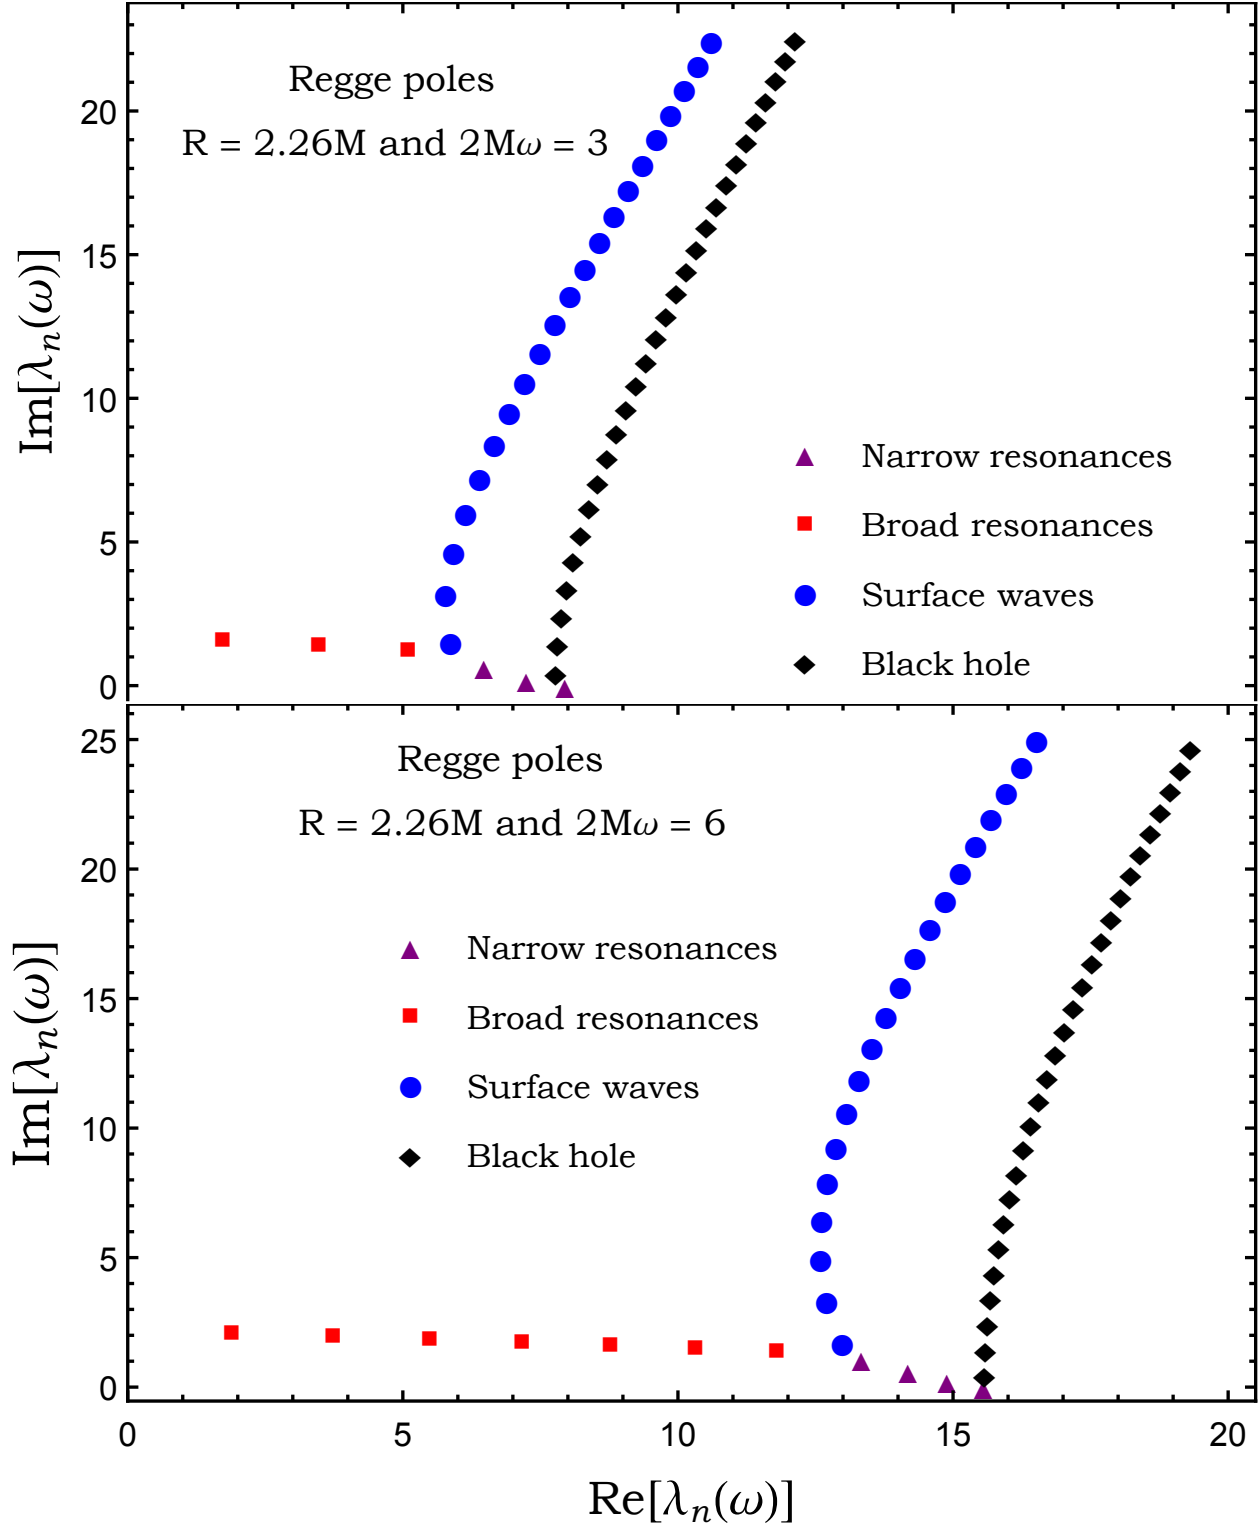 Regge poles
R = 2.26M and 2Mω = 3
20
15
10
5
0
Im[λn(ω)]
Narrow resonances
Broad resonances
Surface waves
Black hole
Regge poles
R = 2.26M and 2Mω = 6
25
20
15
10
5
0
Im[λn(ω)]
Narrow resonances
Broad resonances
Surface waves
Black hole
0 5 10 15 20
Re[λn(ω)]